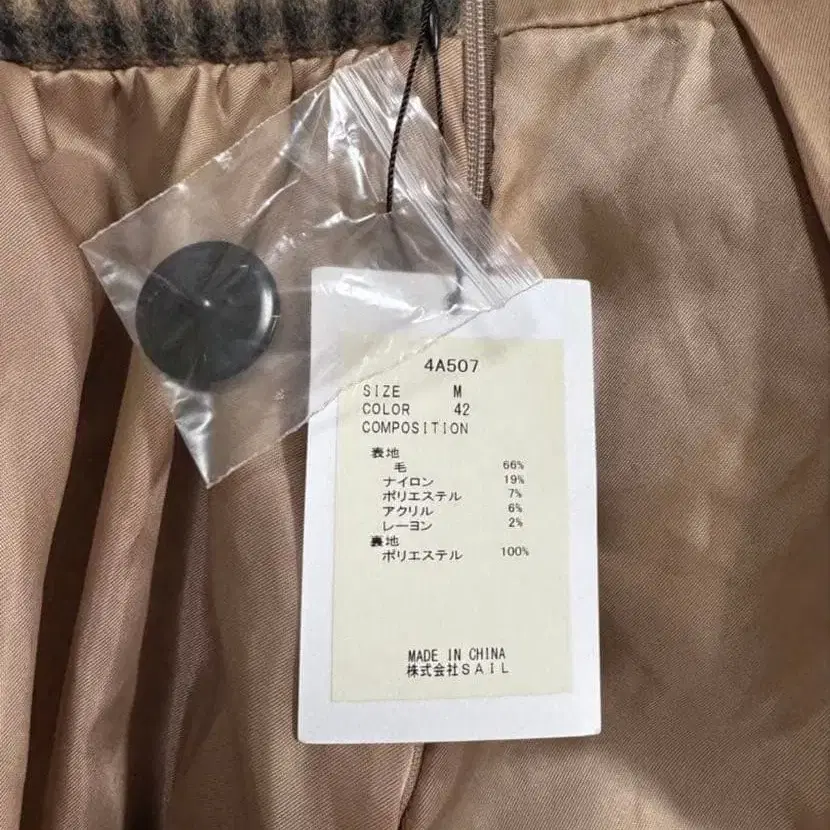 4A507
SIZE M
COLOR 42
COMPOSITION
表地
毛 66%
ナイロン 19%
ポリエステル 7%
アクリル 6%
レーヨン 2%
裏地
ポリエステル 100%
MADE IN CHINA
株式会社SAIL